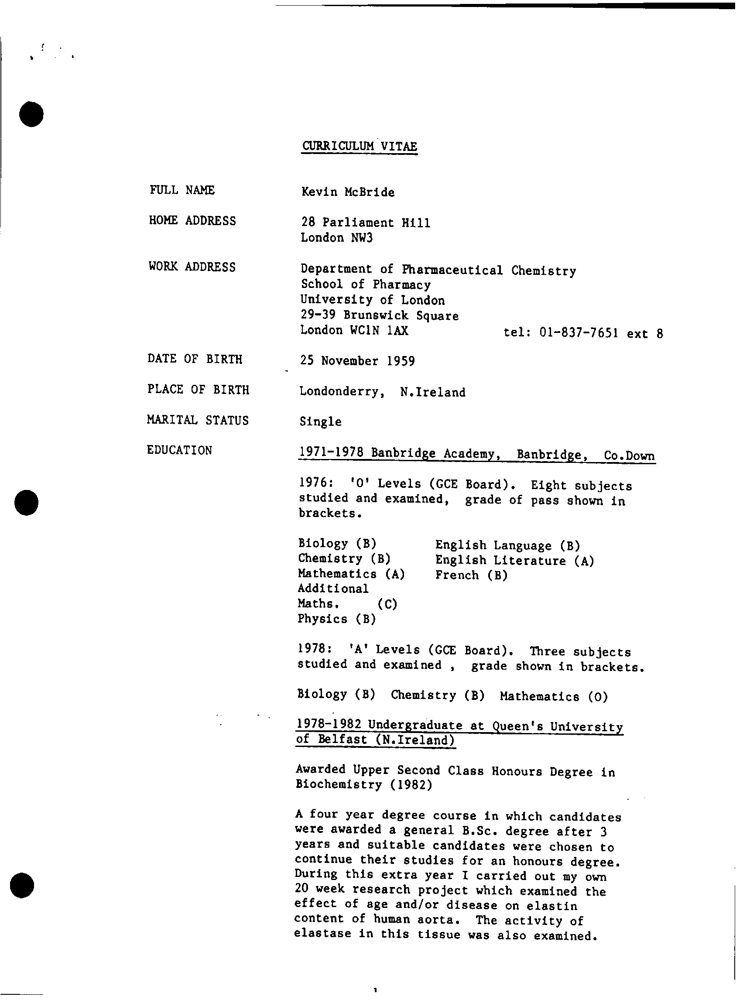 CURRICULUM VITAE
FULL NAME Kevin McBride
HOME ADDRESS 28 Parliament Hill
London NW3
WORK ADDRESS Department of Pharmaceutical Chemistry
School of Pharmacy
University of London
29-39 Brunswick Square
London WC1N 1AX tel: 01-837-7651 ext 8
DATE OF BIRTH 25 November 1959
PLACE OF BIRTH Londonderry, N.Ireland
MARITAL STATUS Single
EDUCATION 1971-1978 Banbridge Academy, Banbridge, Co.Down
1976: 'O' Levels (GCE Board). Eight subjects
studied and examined, grade of pass shown in
brackets.
Biology (B) English Language (B)
Chemistry (B) English Literature (A)
Mathematics (A) French (B)
Additional
Maths. (C)
Physics (B)
1978: 'A' Levels (GCE Board). Three subjects
studied and examined , grade shown in brackets.
Biology (B) Chemistry (B) Mathematics (O)
1978-1982 Undergraduate at Queen's University
of Belfast (N.Ireland)
Awarded Upper Second Class Honours Degree in
Biochemistry (1982)
A four year degree course in which candidates
were awarded a general B.Sc. degree after 3
years and suitable candidates were chosen to
continue their studies for an honours degree.
During this extra year I carried out my own
20 week research project which examined the
effect of age and/or disease on elastin
content of human aorta. The activity of
elastase in this tissue was also examined.